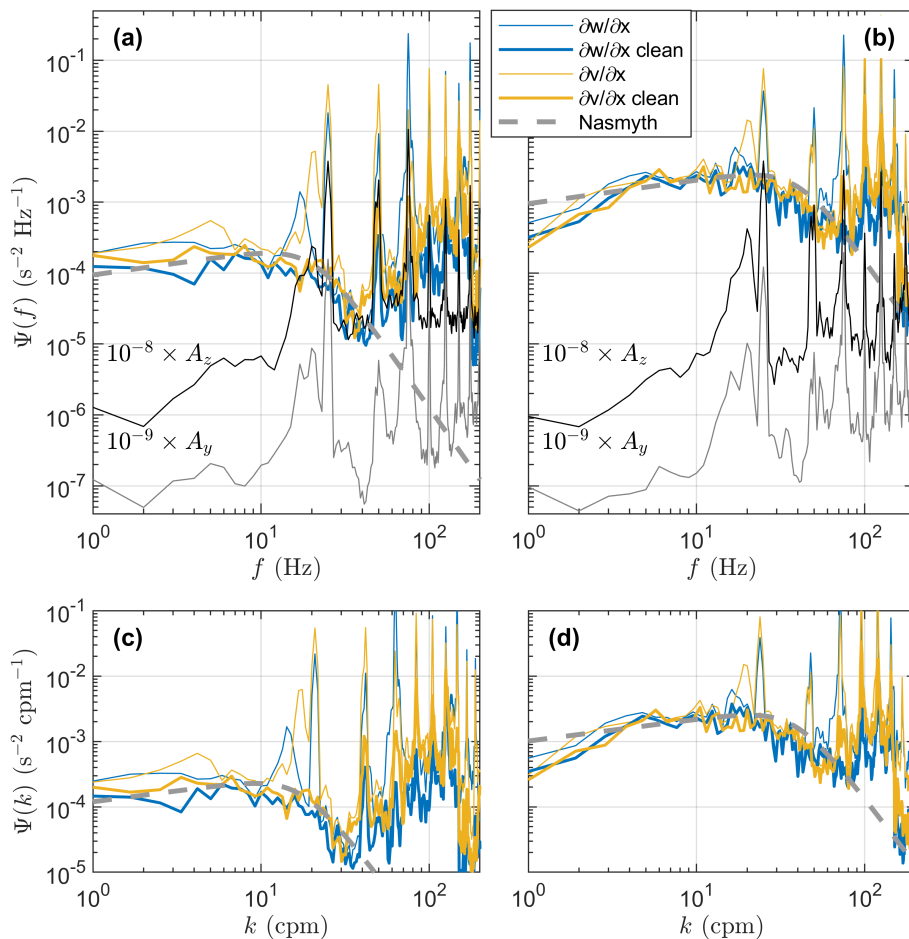 (a)
∂w/∂x
∂w/∂x clean
∂v/∂x
∂v/∂x clean
Nasmyth
(b)
10⁻¹
10⁻²
10⁻³
10⁻⁴
10⁻⁵
10⁻⁶
10⁻⁷
Ψ(f) (s⁻² Hz⁻¹)
10⁻⁸ × A_z
10⁻⁹ × A_y
10⁻⁸ × A_z
10⁻⁹ × A_y
10⁰ 10¹ 10²
f (Hz)
10⁰ 10¹ 10²
f (Hz)
(c)
(d)
10⁻¹
10⁻²
10⁻³
10⁻⁴
10⁻⁵
Ψ(k) (s⁻² cpm⁻¹)
10⁰ 10¹ 10²
k (cpm)
10⁰ 10¹ 10²
k (cpm)